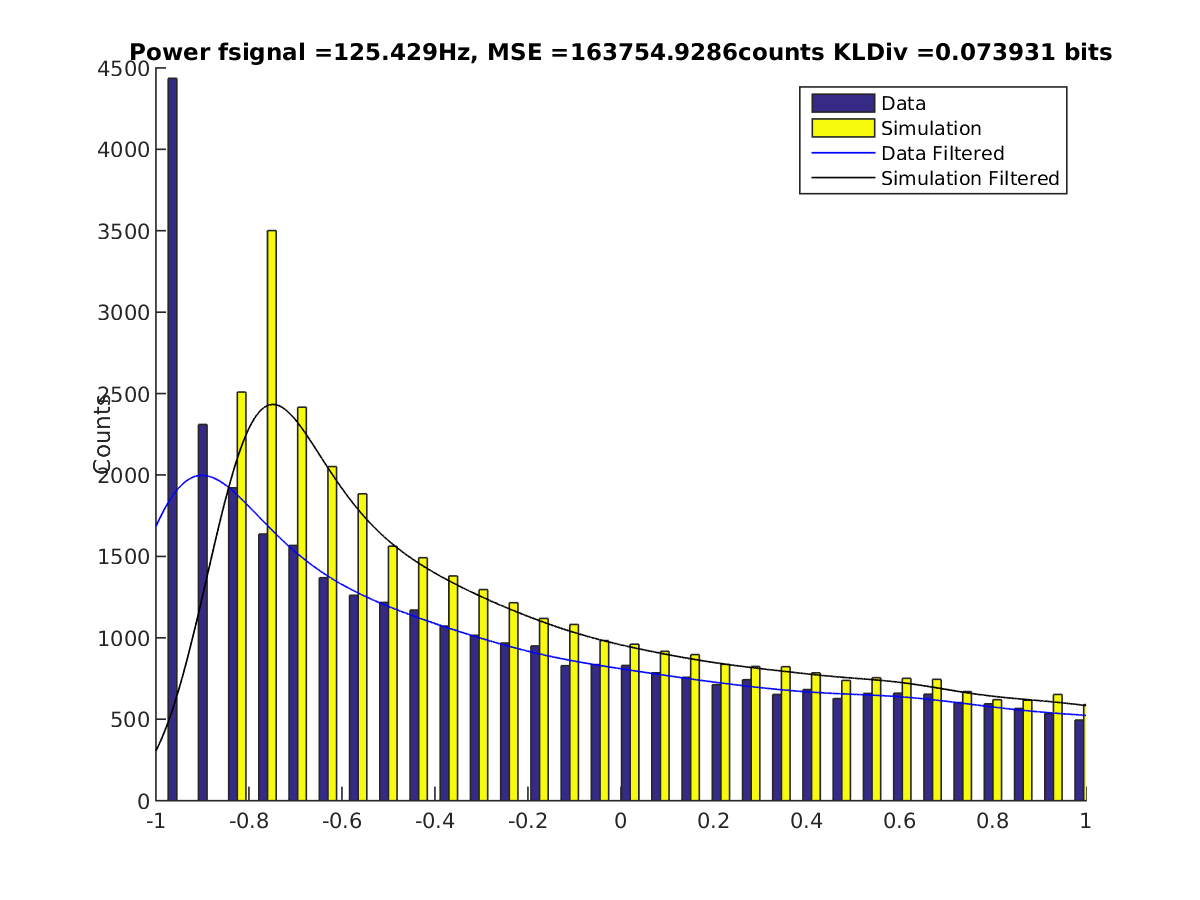 Power fsignal =125.429Hz, MSE =163754.9286counts KLDiv =0.073931 bits
4500
4000
3500
3000
2500
2000
1500
1000
500
0
Counts
Data
Simulation
Data Filtered
Simulation Filtered
-1 -0.8 -0.6 -0.4 -0.2 0 0.2 0.4 0.6 0.8 1